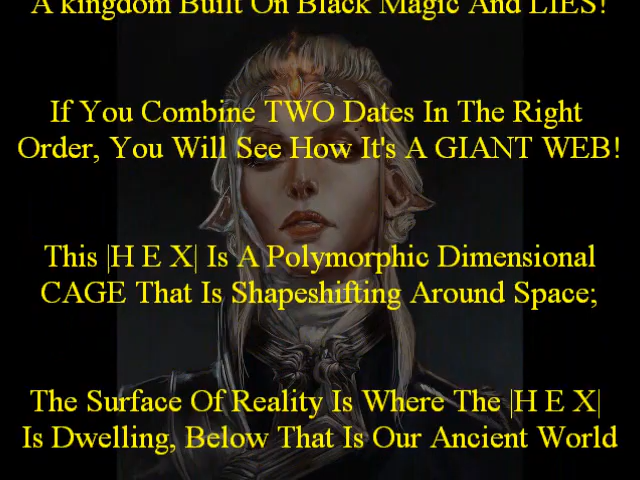 A kingdom Built On Black Magic And LIES!
If You Combine TWO Dates In The Right
Order, You Will See How It's A GIANT WEB!
This |H E X| Is A Polymorphic Dimensional
CAGE That Is Shapeshifting Around Space;
The Surface Of Reality Is Where The |H E X|
Is Dwelling, Below That Is Our Ancient World